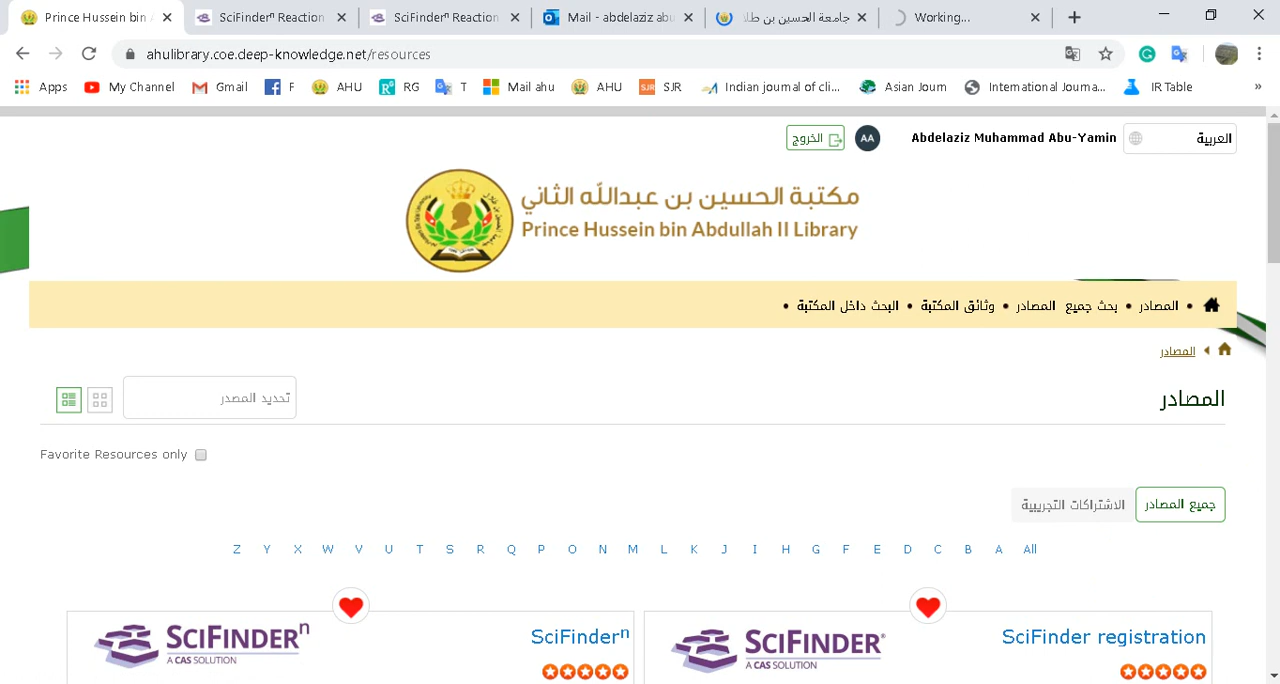 Prince Hussein bin
SciFinderⁿ Reaction
SciFinderⁿ Reaction
Mail - abdelaziz abu
جامعة الحسين بن طلا
Working...
ahulibrary.coe.deep-knowledge.net/resources
Apps
My Channel
Gmail
F
AHU
RG
T
Mail ahu
AHU
SJR
SJR
Indian journal of cli...
Asian Journ
International Journa...
IR Table
»
الخروج
AA
Abdelaziz Muhammad Abu-Yamin
العربية
مكتبة الحسين بن عبدالله الثاني
Prince Hussein bin Abdullah II Library
المصادر • بحث جميع المصادر • وثائق المكتبة • البحث داخل المكتبة •
المصادر
المصادر
تحديد المصدر
Favorite Resources only
جميع المصادر
الاشتراكات التجريبية
Z Y X W V U T S R Q P O N M L K J I H G F E D C B A All
SCIFINDERⁿ
A CAS SOLUTION
SciFinderⁿ
SCIFINDER®
A CAS SOLUTION
SciFinder registration